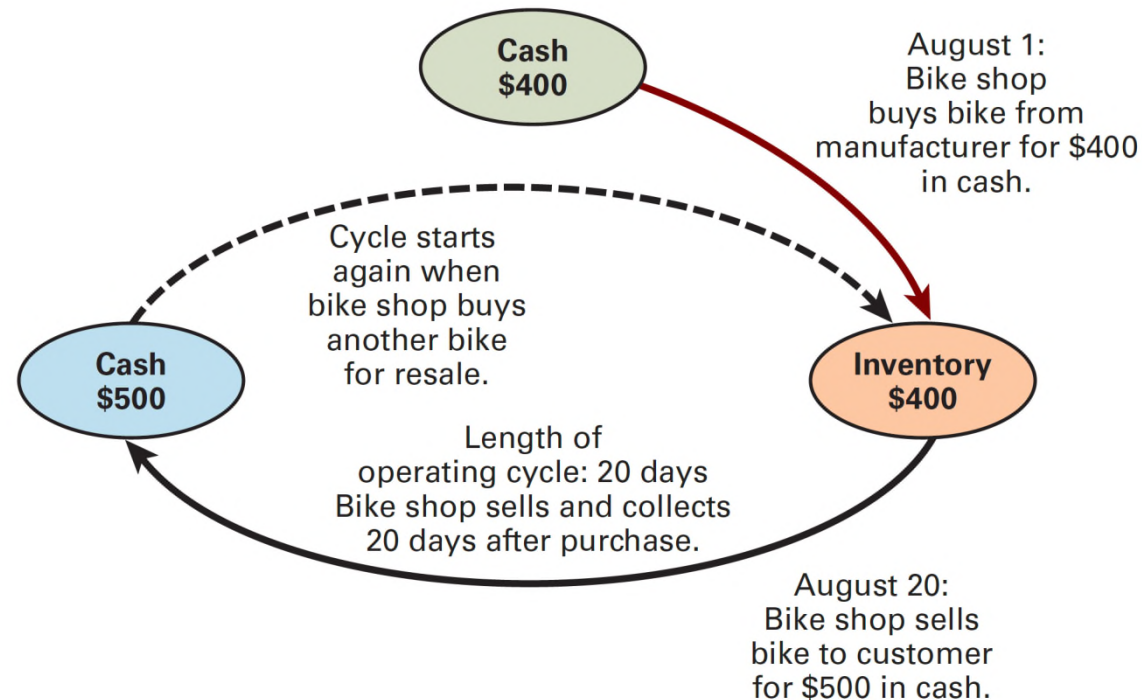 Cash
$400
August 1:
Bike shop
buys bike from
manufacturer for $400
in cash.
Cycle starts
again when
bike shop buys
another bike
for resale.
Cash
$500
Inventory
$400
Length of
operating cycle: 20 days
Bike shop sells and collects
20 days after purchase.
August 20:
Bike shop sells
bike to customer
for $500 in cash.